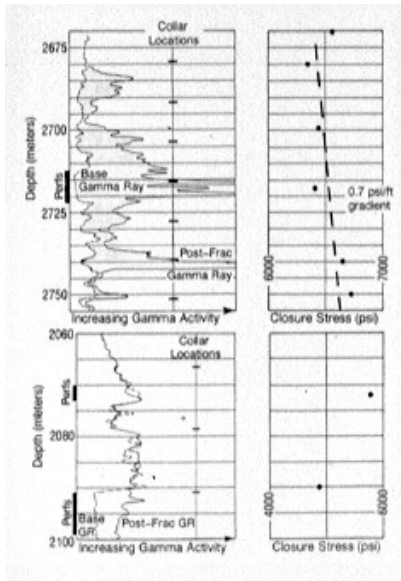 Collar
Locations
2675
2700
2725
2750
Depth (meters)
Perfs
Base
Gamma Ray
Post-Frac
Gamma Ray
Increasing Gamma Activity
0.7 psi/ft
gradient
6000
7000
Closure Stress (psi)
2060
2080
2100
Depth (meters)
Collar
Locations
Perfs
Perfs
Base
GR
Post-Frac GR
Increasing Gamma Activity
4000
6000
Closure Stress (psi)